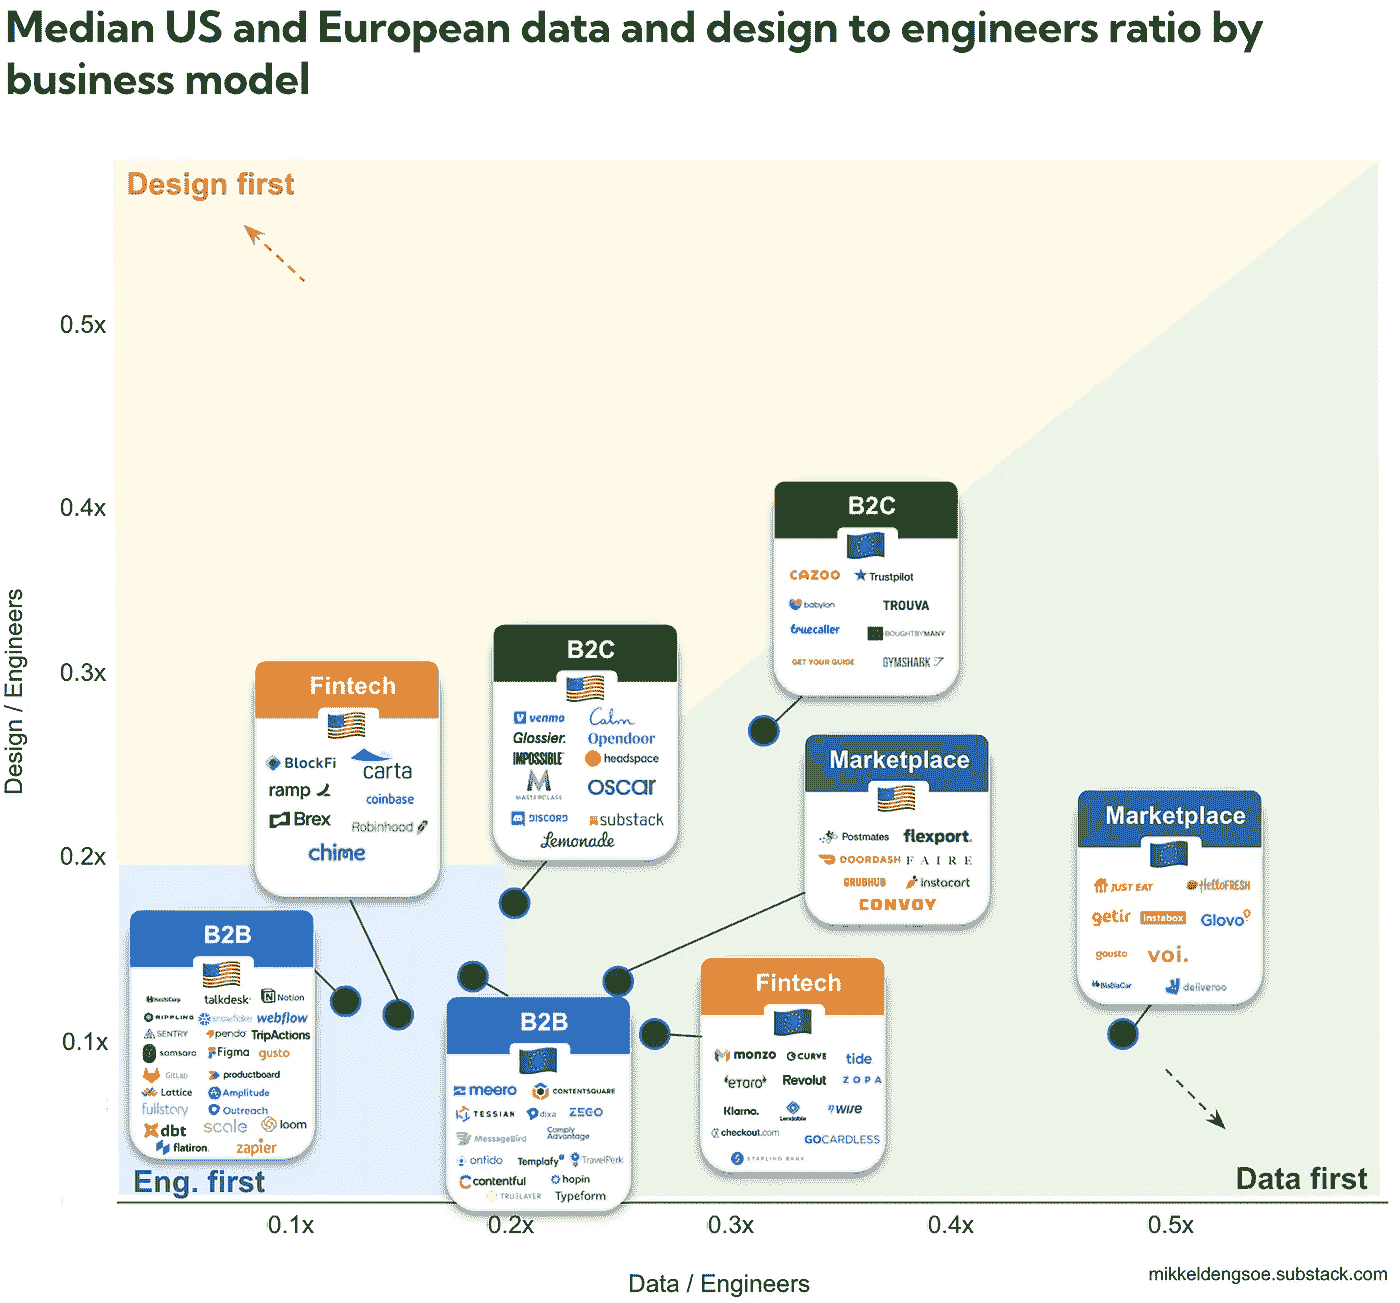 Median US and European data and design to engineers ratio by
business model
Design first
0.5x
0.4x
0.3x
0.2x
0.1x
Design / Engineers
B2C
CAZOO Trustpilot
babylon TROUVA
truecaller BOUGHTBYMANY
GET YOUR GUIDE GYMSHARK
B2C
venmo Calm
Glossier. Opendoor
IMPOSSIBLE headspace
MASTERCLASS oscar
DISCORD substack
Lemonade
Fintech
BlockFi carta
ramp coinbase
Brex Robinhood
chime
Marketplace
Postmates flexport.
DOORDASH FAIRE
GRUBHUB instacart
CONVOY
Marketplace
JUST EAT HelloFRESH
getir Instabox Glovo
gousto voi.
BlaBlaCar deliveroo
B2B
HashiCorp talkdesk Notion
RIPPLING snowflake webflow
SENTRY pendo TripActions
samsara Figma gusto
GitLab productboard
Lattice Amplitude
fullstory Outreach
dbt scale loom
flatiron. zapier
B2B
meero CONTENTSQUARE
TESSIAN dixa ZEGO
MessageBird Comply Advantage
onfido Templafy TravelPerk
contentful hopin
TRUELAYER Typeform
Fintech
monzo CURVE tide
eToro Revolut ZOPA
Klarna. Lendable wise
checkout.com GOCARDLESS
STARLING BANK
Eng. first
Data first
0.1x 0.2x 0.3x 0.4x 0.5x
Data / Engineers
mikkeldengsoe.substack.com